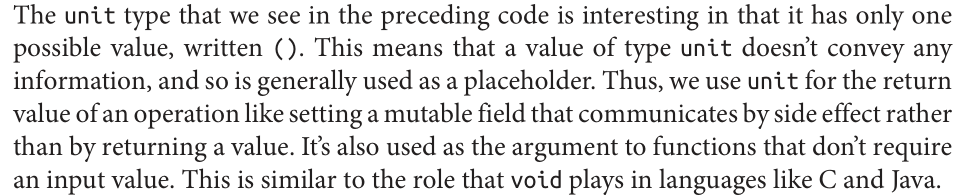 The unit type that we see in the preceding code is interesting in that it has only one
possible value, written (). This means that a value of type unit doesn’t convey any
information, and so is generally used as a placeholder. Thus, we use unit for the return
value of an operation like setting a mutable field that communicates by side effect rather
than by returning a value. It’s also used as the argument to functions that don’t require
an input value. This is similar to the role that void plays in languages like C and Java.